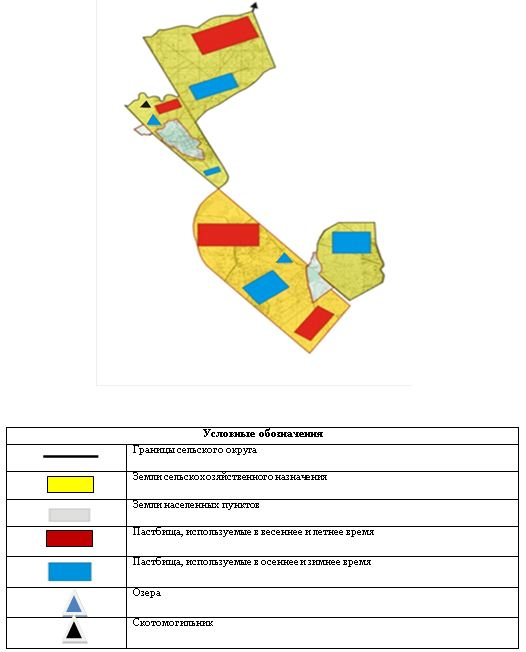 Условные обозначения
Границы сельского округа
Земли сельскохозяйственного назначения
Земли населенных пунктов
Пастбища, используемые в весеннее и летнее время
Пастбища, используемые в осеннее и зимнее время
Озера
Скотомогильник